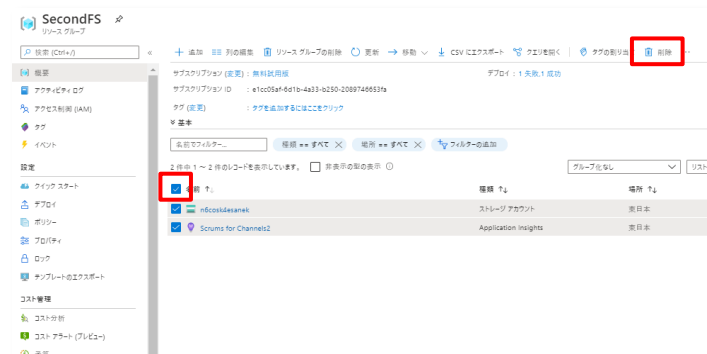 SecondFS
リソース グループ
検索 (Ctrl+/)
«
追加
列の編集
リソース グループの削除
更新
移動
CSV にエクスポート
クエリを開く
タグの割り当
削除
...
概要
アクティビティ ログ
アクセス制御 (IAM)
タグ
イベント
設定
クイック スタート
デプロイ
ポリシー
プロパティ
ロック
テンプレートのエクスポート
コスト管理
コスト分析
コスト アラート (プレビュー)
サブスクリプション (変更) : 無料試用版
デプロイ : 1 失敗,1 成功
サブスクリプション ID : e1cc05af-6d1b-4a33-b250-2089746653fa
タグ (変更) : タグを追加するにはここをクリック
基本
名前でフィルター...
種類 == すべて
場所 == すべて
フィルターの追加
2 件中 1 ~ 2 件のレコードを表示しています。
非表示の型の表示
グループ化なし
リスト
名前 ↑↓
種類 ↑↓
場所 ↑↓
ストレージ アカウント
東日本
Scrums for Channels2
Application Insights
東日本